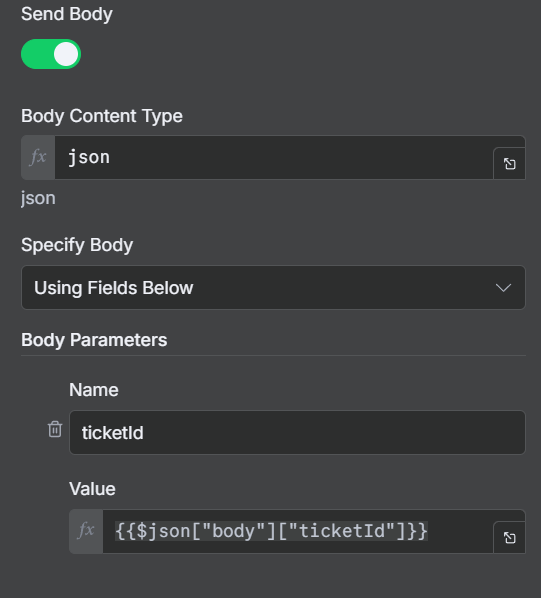 Send Body
Body Content Type
fx json
json
Specify Body
Using Fields Below
Body Parameters
Name
ticketId
Value
fx {{$json["body"]["ticketId"]}}